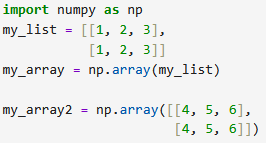 import numpy as np
my_list = [[1, 2, 3],
           [1, 2, 3]]
my_array = np.array(my_list)

my_array2 = np.array([[4, 5, 6],
                      [4, 5, 6]])